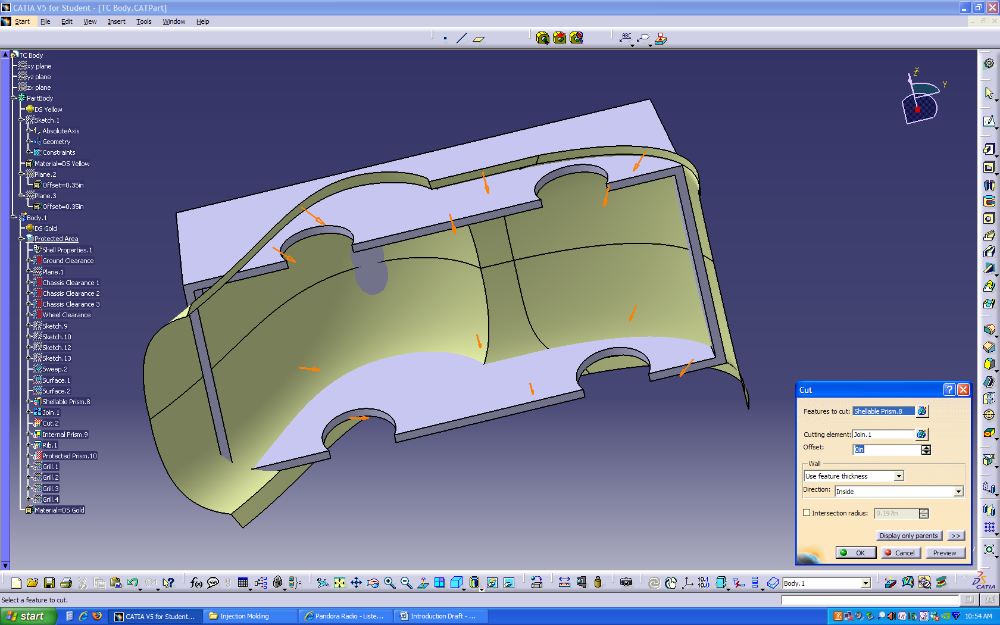 CATIA V5 for Student - [TC Body.CATPart]
Start File Edit View Insert Tools Window Help
ABC
TC Body
xy plane
yz plane
zx plane
PartBody
DS Yellow
Sketch.1
AbsoluteAxis
Geometry
Constraints
Material=DS Yellow
Plane.2
Offset=0.35in
Plane.3
Offset=0.35in
Body.1
DS Gold
Protected Area
Shell Properties.1
Ground Clearance
Plane.1
Chassis Clearance 1
Chassis Clearance 2
Chassis Clearance 3
Wheel Clearance
Sketch.9
Sketch.10
Sketch.12
Sketch.13
Sweep.2
Surface.1
Surface.2
Shellable Prism.8
Join.1
Cut.2
Internal Prism.9
Rib.1
Protected Prism.10
Grill.1
Grill.2
Grill.3
Grill.4
Material=DS Gold
x
z
y
Cut
Features to cut: Shellable Prism.8
Cutting element: Join.1
Offset: 0in
Wall
Use feature thickness
Direction: Inside
Intersection radius: 0.197in
Display only parents >>
OK Cancel Preview
f(x)
10.1
10.0
Body.1
CATIA
Select a feature to cut.
start CATIA V5 for Student... Injection Molding Pandora Radio - Liste... Introduction Draft - ... 10:54 AM